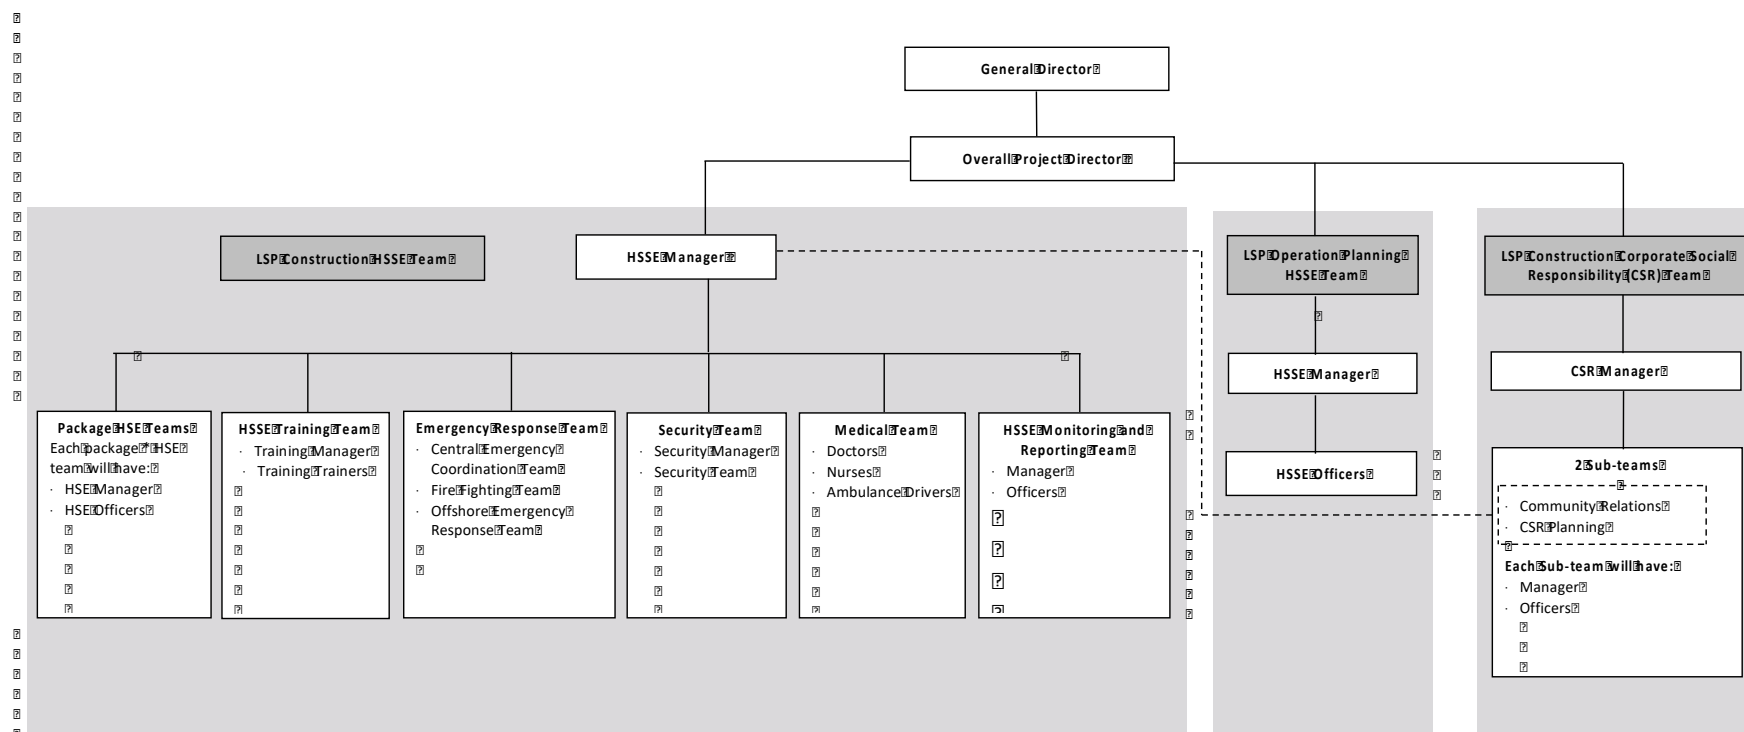 General Director
Overall Project Director
LSP Construction HSSE Team
HSSE Manager
LSP Operation Planning
HSSE Team
LSP Construction Corporate Social
Responsibility (CSR) Team
HSSE Manager
CSR Manager
Package HSE Teams
Each package * HSE
team will have:
· HSE Manager
· HSE Officers
HSSE Training Team
· Training Manager
· Training Trainers
Emergency Response Team
· Central Emergency
Coordination Team
· Fire Fighting Team
· Offshore Emergency
Response Team
Security Team
· Security Manager
· Security Team
Medical Team
· Doctors
· Nurses
· Ambulance Drivers
HSSE Monitoring and
Reporting Team
· Manager
· Officers
HSSE Officers
2 Sub-teams
· Community Relations
· CSR Planning
Each Sub-team will have:
· Manager
· Officers